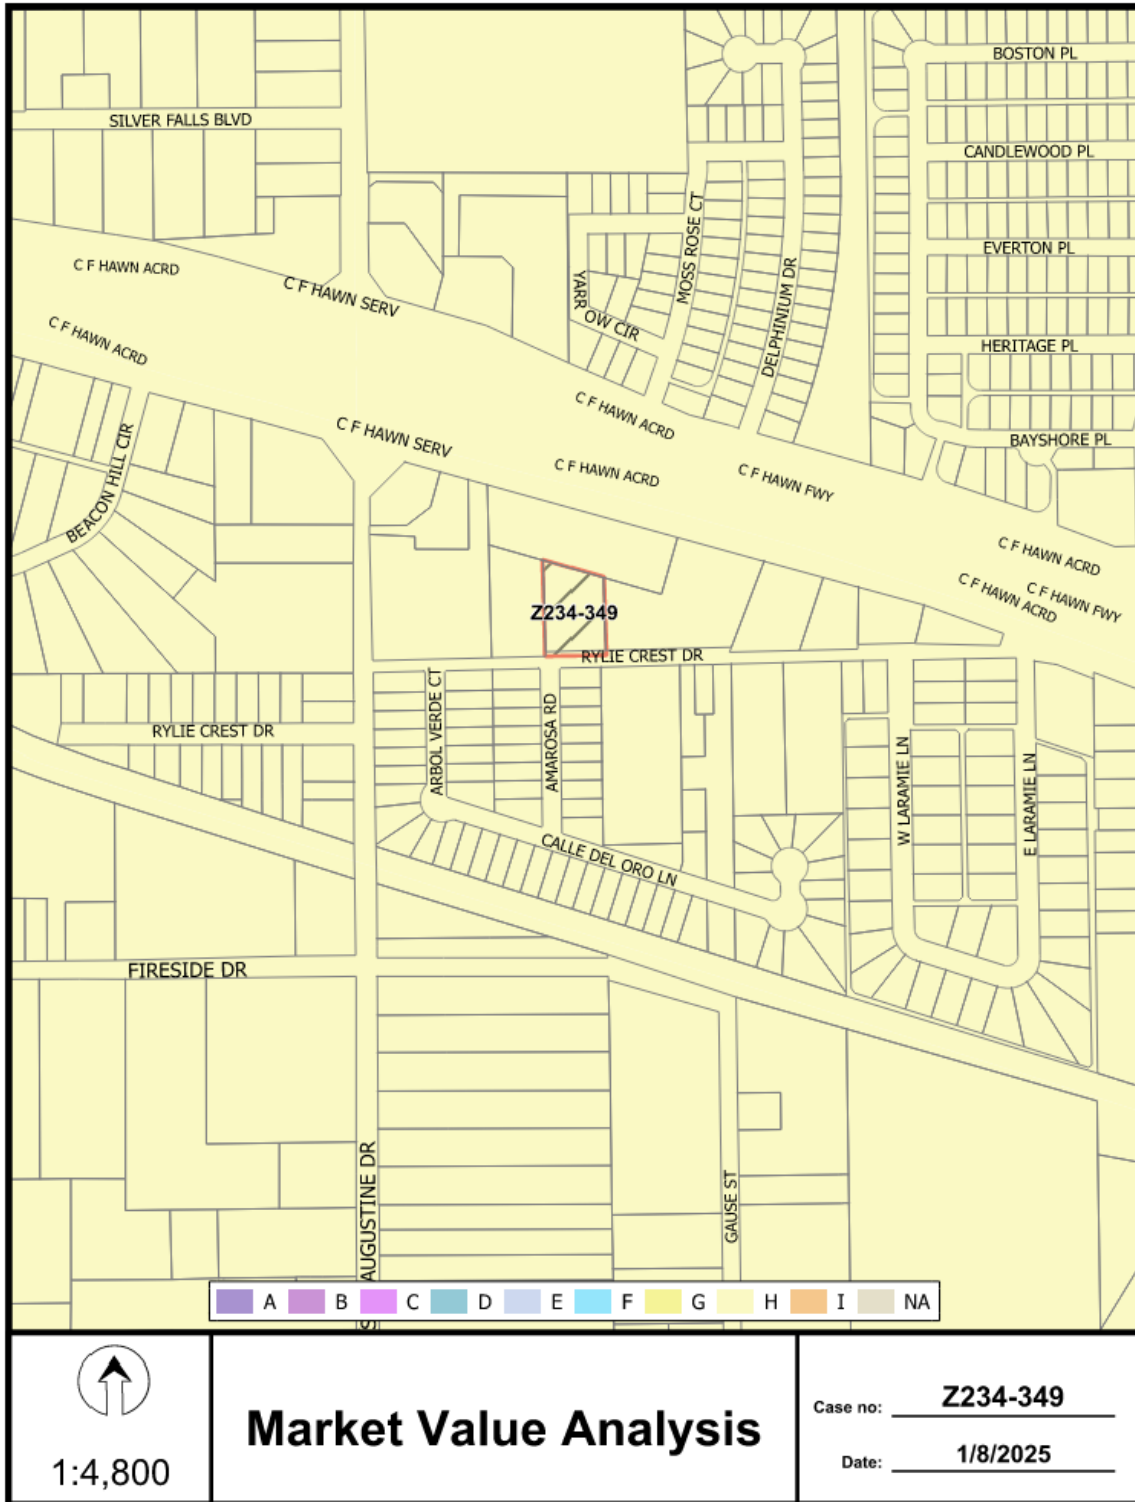 BOSTON PL
SILVER FALLS BLVD
CANDLEWOOD PL
MOSS ROSE CT
EVERTON PL
DELPHINIUM DR
C F HAWN ACRD
C F HAWN SERV
YARR
OW CIR
C F HAWN ACRD
HERITAGE PL
C F HAWN ACRD
C F HAWN SERV
BAYSHORE PL
BEACON HILL CIR
C F HAWN ACRD
C F HAWN FWY
C F HAWN ACRD
C F HAWN ACRD
C F HAWN FWY
Z234-349
RYLIE CREST DR
ARBOL VERDE CT
AMAROSA RD
RYLIE CREST DR
W LARAMIE LN
E LARAMIE LN
CALLE DEL ORO LN
FIRESIDE DR
S AUGUSTINE DR
GAUSE ST
A B C D E F G H I NA
1:4,800
Market Value Analysis
Case no: Z234-349
Date: 1/8/2025